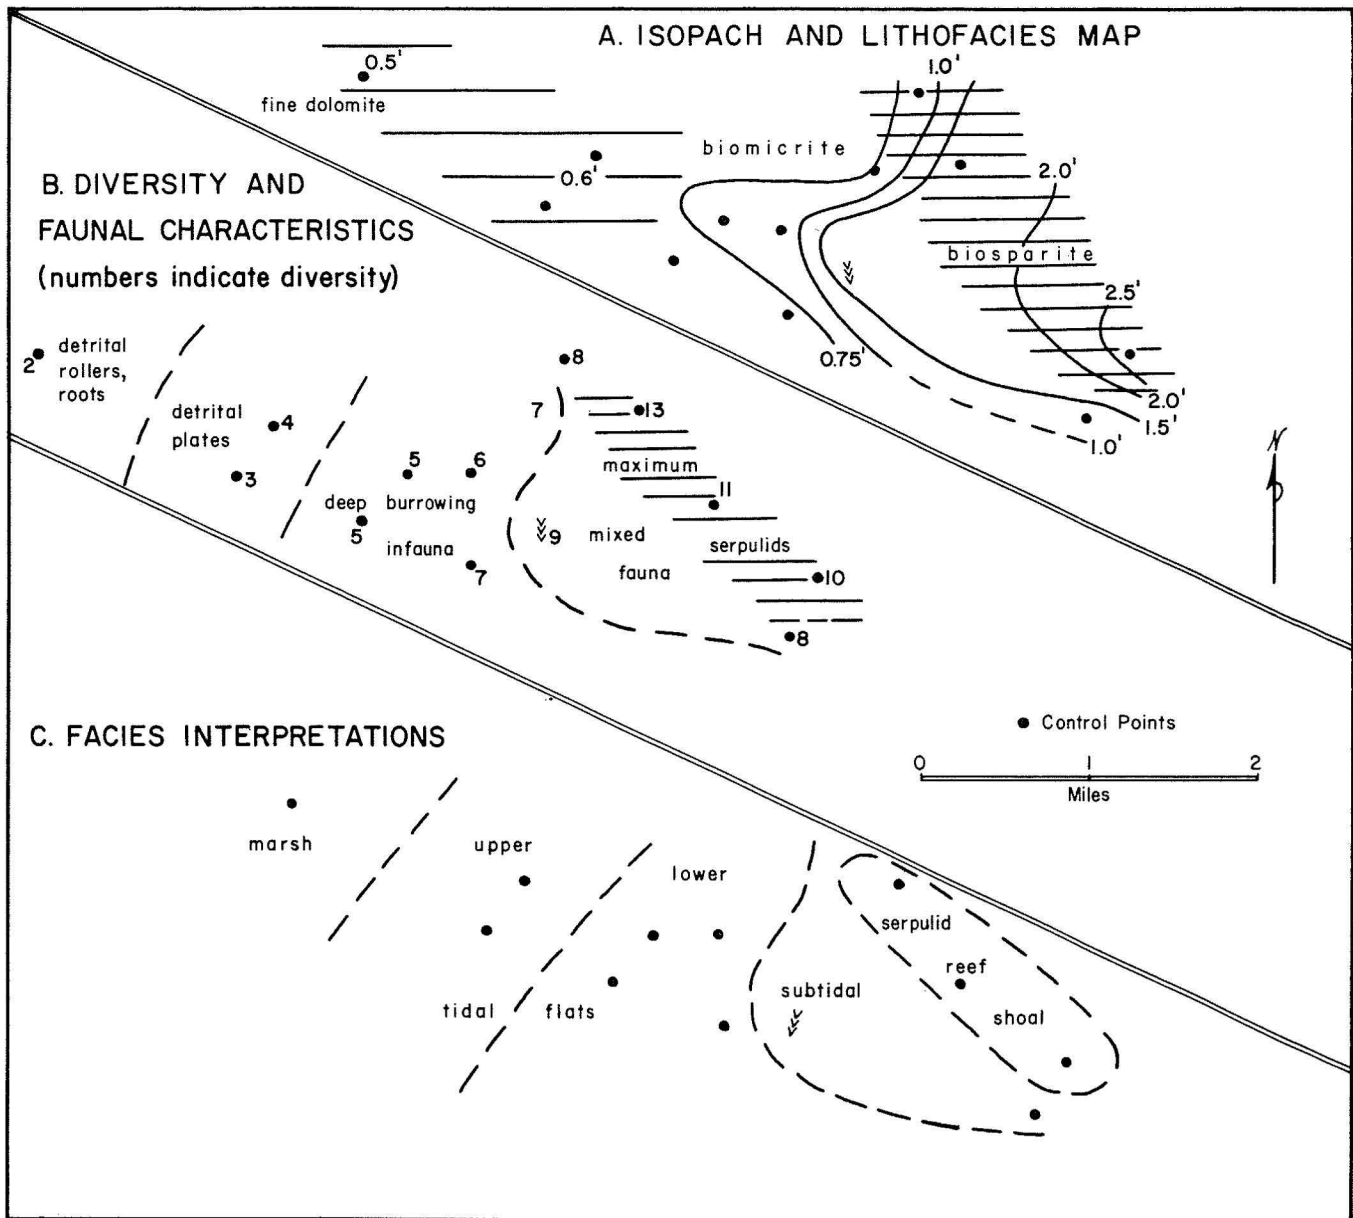 A. ISOPACH AND LITHOFACIES MAP
0.5'
fine dolomite
0.6'
biomicrite
1.0'
2.0'
biosparite
2.5'
0.75'
2.0'
1.5'
1.0'
B. DIVERSITY AND
FAUNAL CHARACTERISTICS
(numbers indicate diversity)
2
detrital
rollers,
roots
detrital
plates
4
3
5
6
deep burrowing
5
infauna
7
8
7
13
maximum
11
9
mixed
serpulids
fauna
10
8
N
C. FACIES INTERPRETATIONS
Control Points
0 1 2
Miles
marsh
upper
lower
tidal flats
subtidal
serpulid
reef
shoal